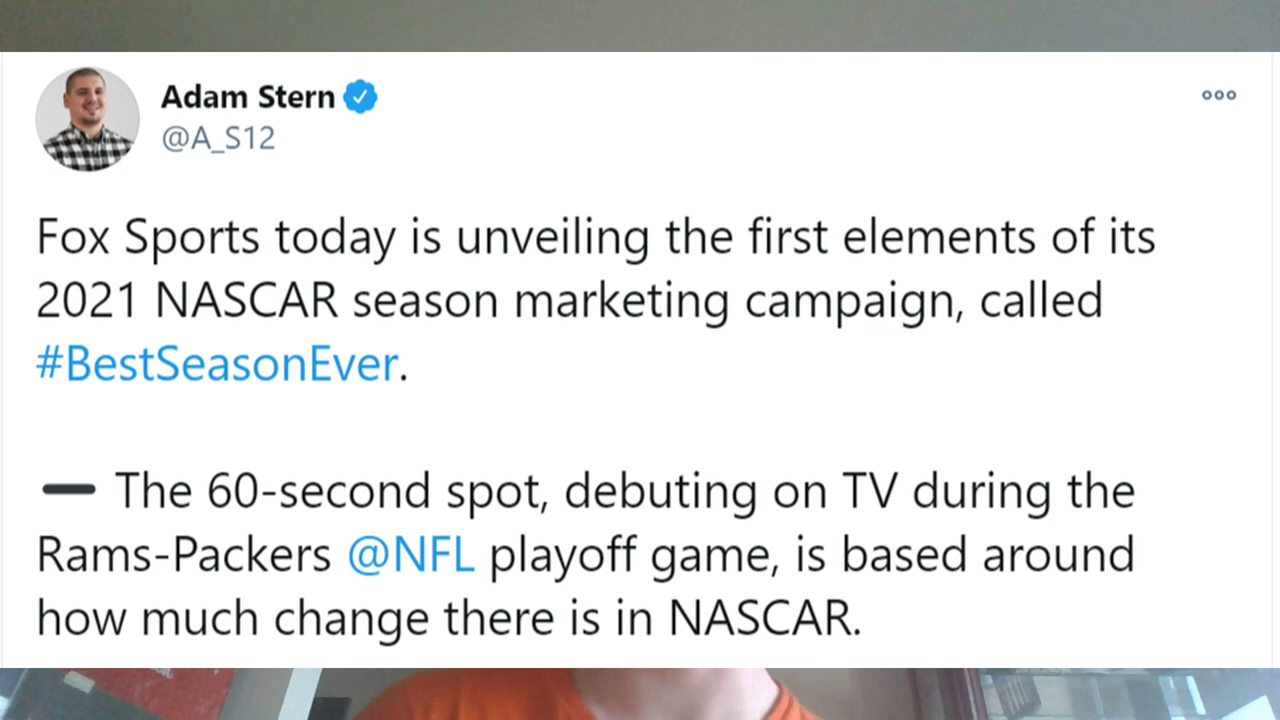 Adam Stern
@A_S12
Fox Sports today is unveiling the first elements of its
2021 NASCAR season marketing campaign, called
#BestSeasonEver.
➖ The 60-second spot, debuting on TV during the
Rams-Packers @NFL playoff game, is based around
how much change there is in NASCAR.